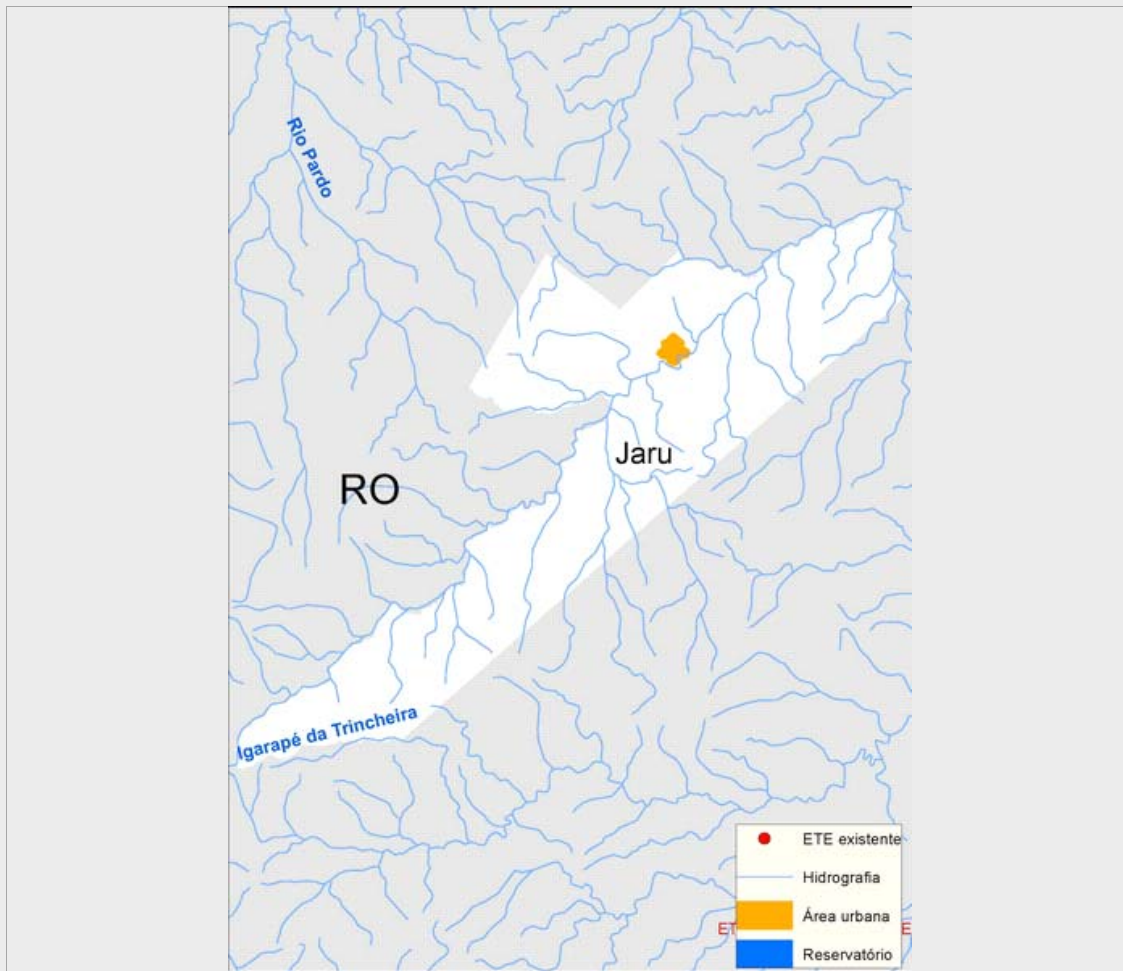 Rio Pardo
Jaru
RO
Igarapé da Trincheira
ETE existente
Hidrografia
Área urbana
Reservatório